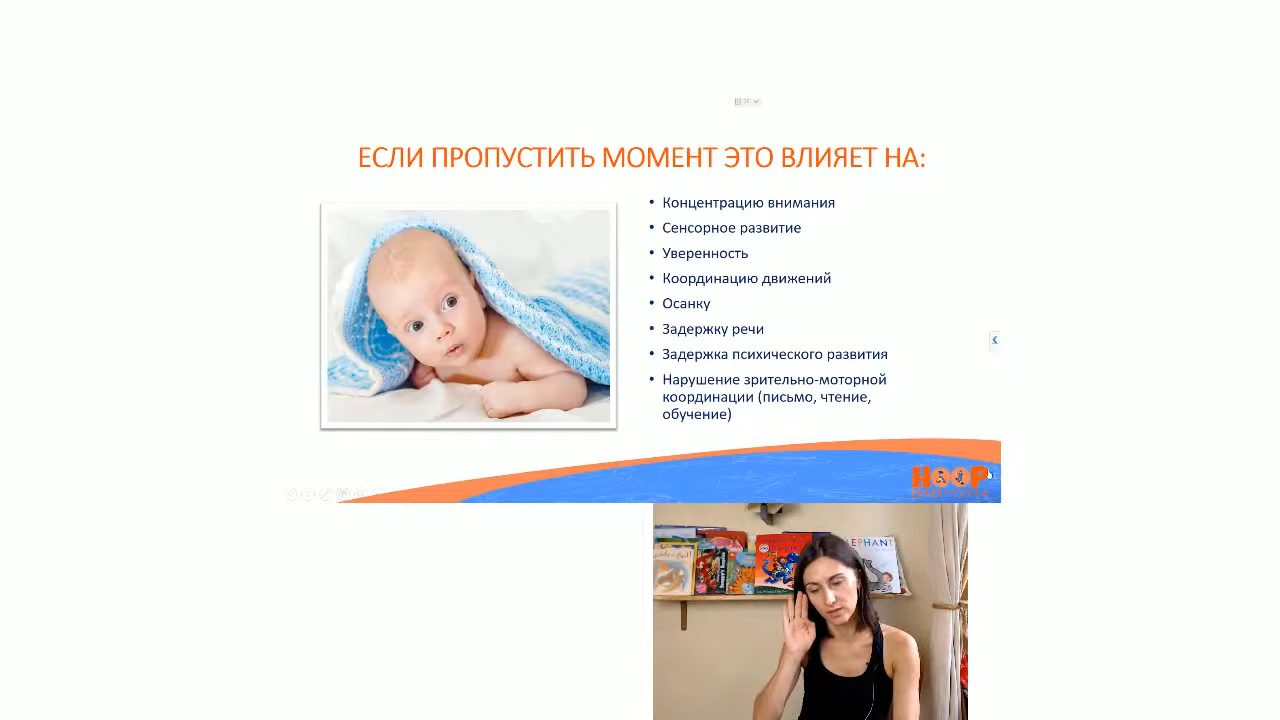 ЕСЛИ ПРОПУСТИТЬ МОМЕНТ ЭТО ВЛИЯЕТ НА:
• Концентрацию внимания
• Сенсорное развитие
• Уверенность
• Координацию движений
• Осанку
• Задержку речи
• Задержка психического развития
• Нарушение зрительно-моторной
координации (письмо, чтение,
обучение)
HOOP
ELEPHANT